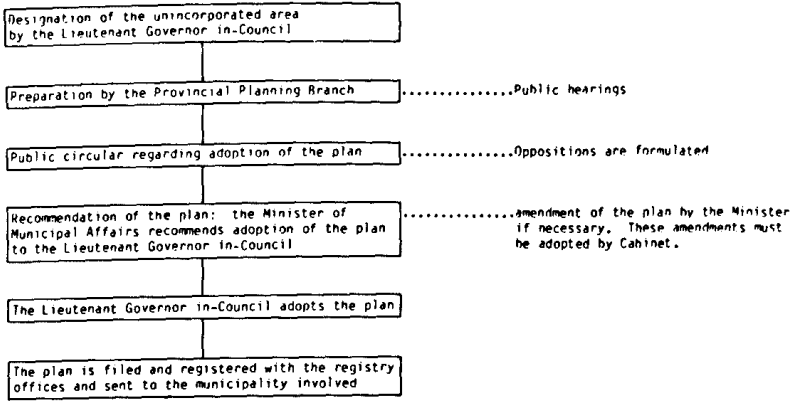 Designation of the unincorporated area
by the Lieutenant Governor in-Council
Preparation by the Provincial Planning Branch
..............Public hearings
Public circular regarding adoption of the plan
..............Oppositions are formulated
Recommendation of the plan: the Minister of
Municipal Affairs recommends adoption of the plan
to the Lieutenant Governor in-Council
..............amendment of the plan by the Minister
if necessary. These amendments must
be adopted by Cabinet.
The Lieutenant Governor in-Council adopts the plan
The plan is filed and registered with the registry
offices and sent to the municipality involved